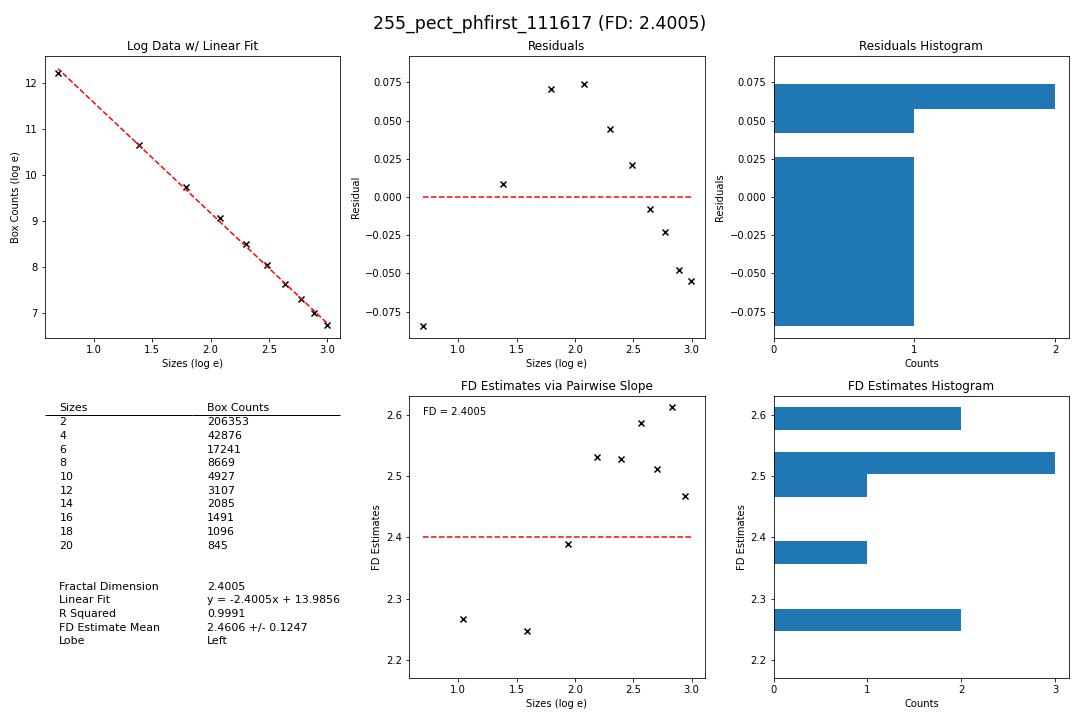 255_pect_phfirst_111617 (FD: 2.4005)
Log Data w/ Linear Fit
12
11
10
9
8
7
Box Counts (log e)
1.0 1.5 2.0 2.5 3.0
Sizes (log e)
Residuals
0.075
0.050
0.025
0.000
−0.025
−0.050
−0.075
Residual
1.0 1.5 2.0 2.5 3.0
Sizes (log e)
Residuals Histogram
0.075
0.050
0.025
0.000
−0.025
−0.050
−0.075
Residuals
0 1 2
Counts
Sizes Box Counts
2 206353
4 42876
6 17241
8 8669
10 4927
12 3107
14 2085
16 1491
18 1096
20 845
Fractal Dimension 2.4005
Linear Fit y = -2.4005x + 13.9856
R Squared 0.9991
FD Estimate Mean 2.4606 +/- 0.1247
Lobe Left
FD Estimates via Pairwise Slope
FD = 2.4005
2.6
2.5
2.4
2.3
2.2
FD Estimates
1.0 1.5 2.0 2.5 3.0
Sizes (log e)
FD Estimates Histogram
2.6
2.5
2.4
2.3
2.2
FD Estimates
0 1 2 3
Counts